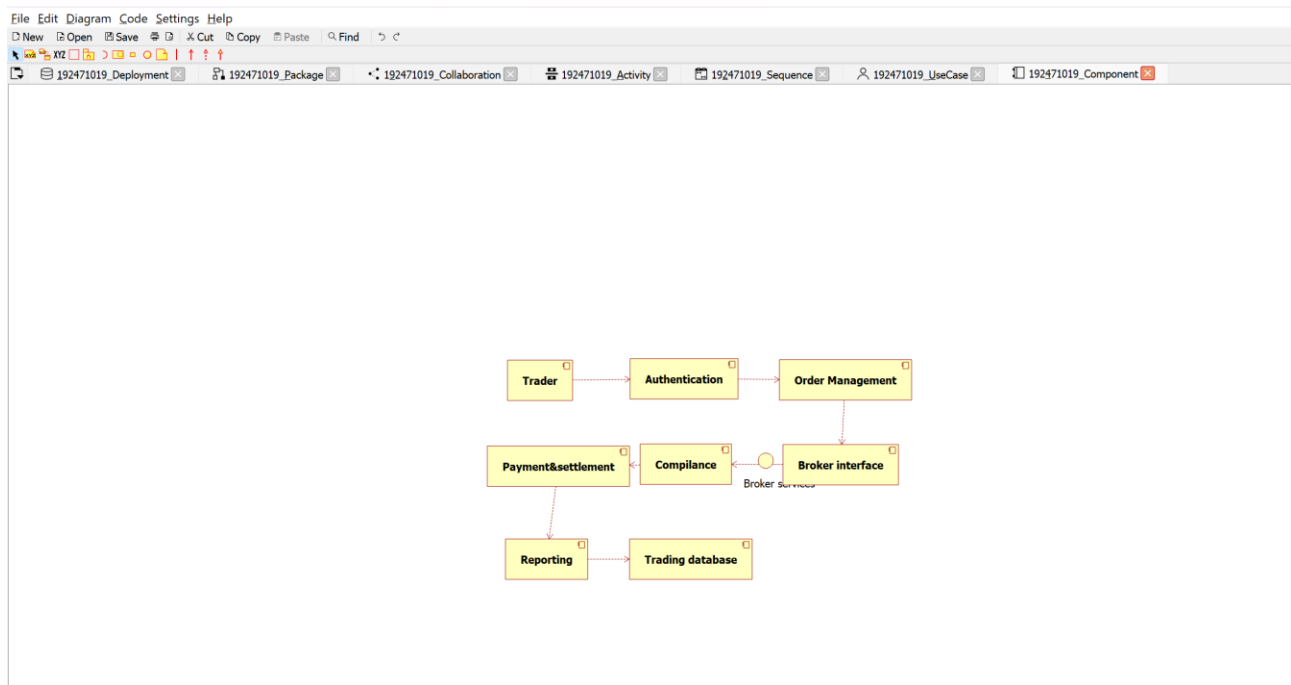 File Edit Diagram Code Settings Help
New Open Save Cut Copy Paste Find
XYZ
192471019_Deployment 192471019_Package 192471019_Collaboration 192471019_Activity 192471019_Sequence 192471019_UseCase 192471019_Component
Trader Authentication Order Management
Payment&settlement Compilance Broker interface
Broker services
Reporting Trading database